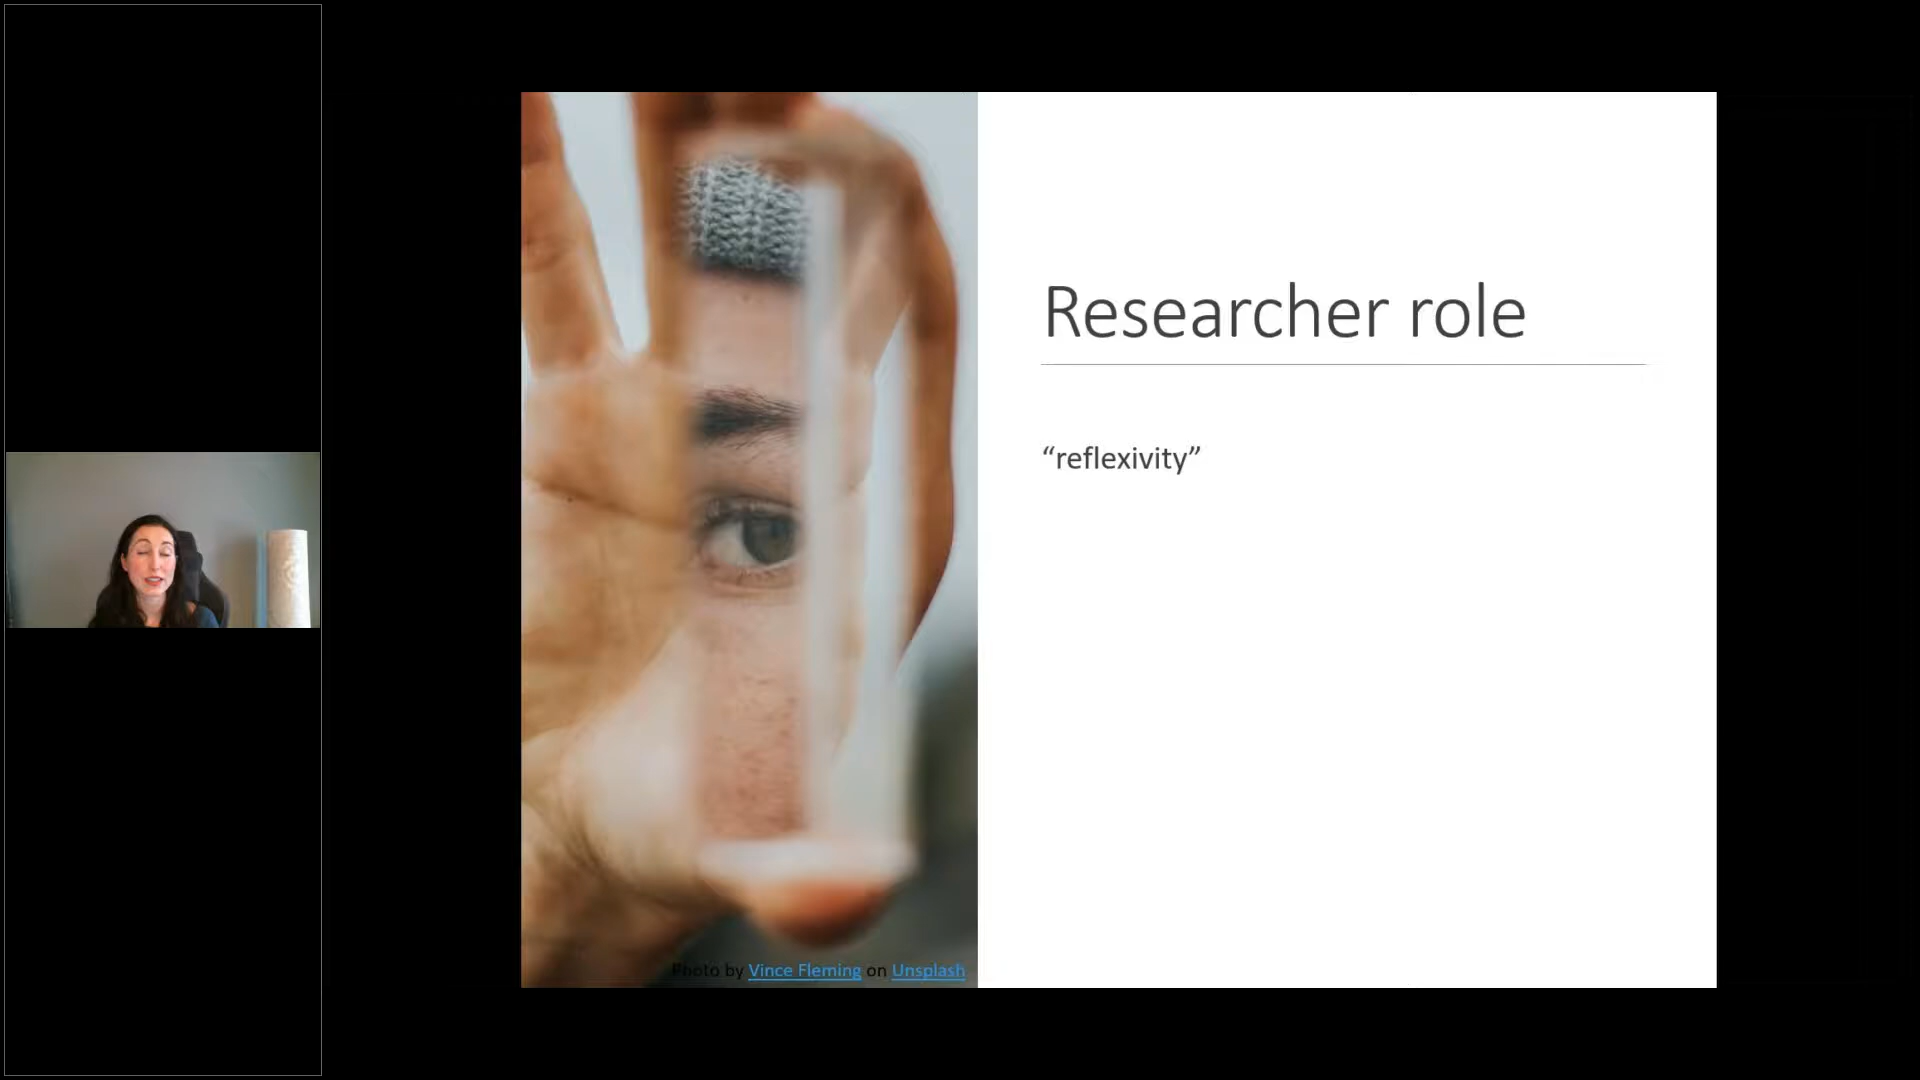 Researcher role
“reflexivity”
Photo by Vince Fleming on Unsplash